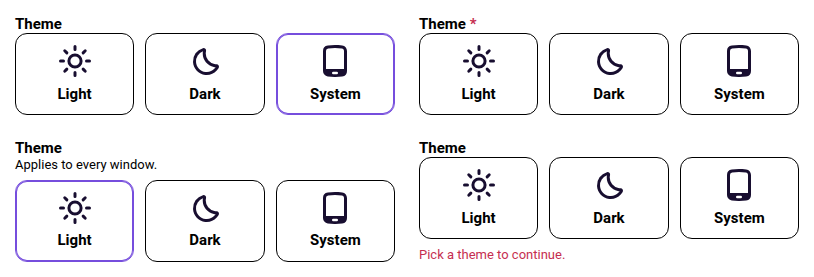 Theme
Light Dark System
Theme *
Light Dark System
Theme
Applies to every window.
Light Dark System
Theme
Light Dark System
Pick a theme to continue.